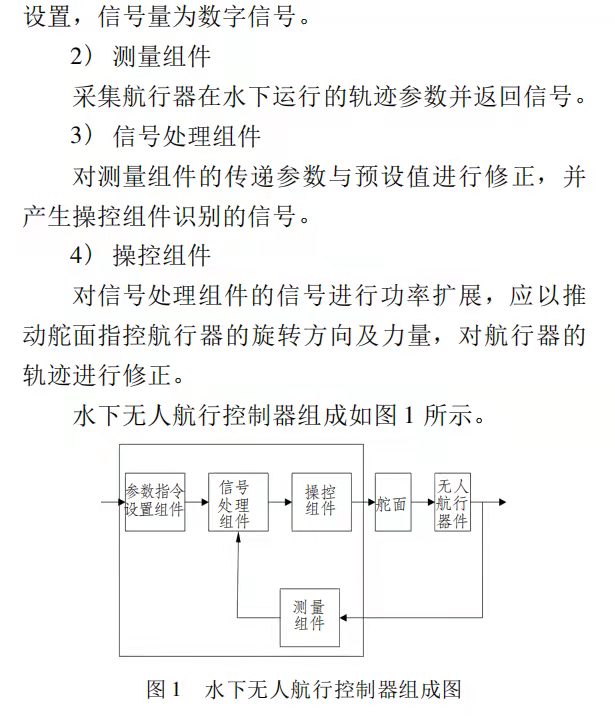 设置，信号量为数字信号。
2） 测量组件
采集航行器在水下运行的轨迹参数并返回信号。
3） 信号处理组件
对测量组件的传递参数与预设值进行修正，并
产生操控组件识别的信号。
4） 操控组件
对信号处理组件的信号进行功率扩展，应以推
动舵面指控航行器的旋转方向及力量，对航行器的
轨迹进行修正。
水下无人航行控制器组成如图 1 所示。
参数指令
设置组件
信号
处理
组件
操控
组件
舵面
无人
航行
器件
测量
组件
图 1 水下无人航行控制器组成图